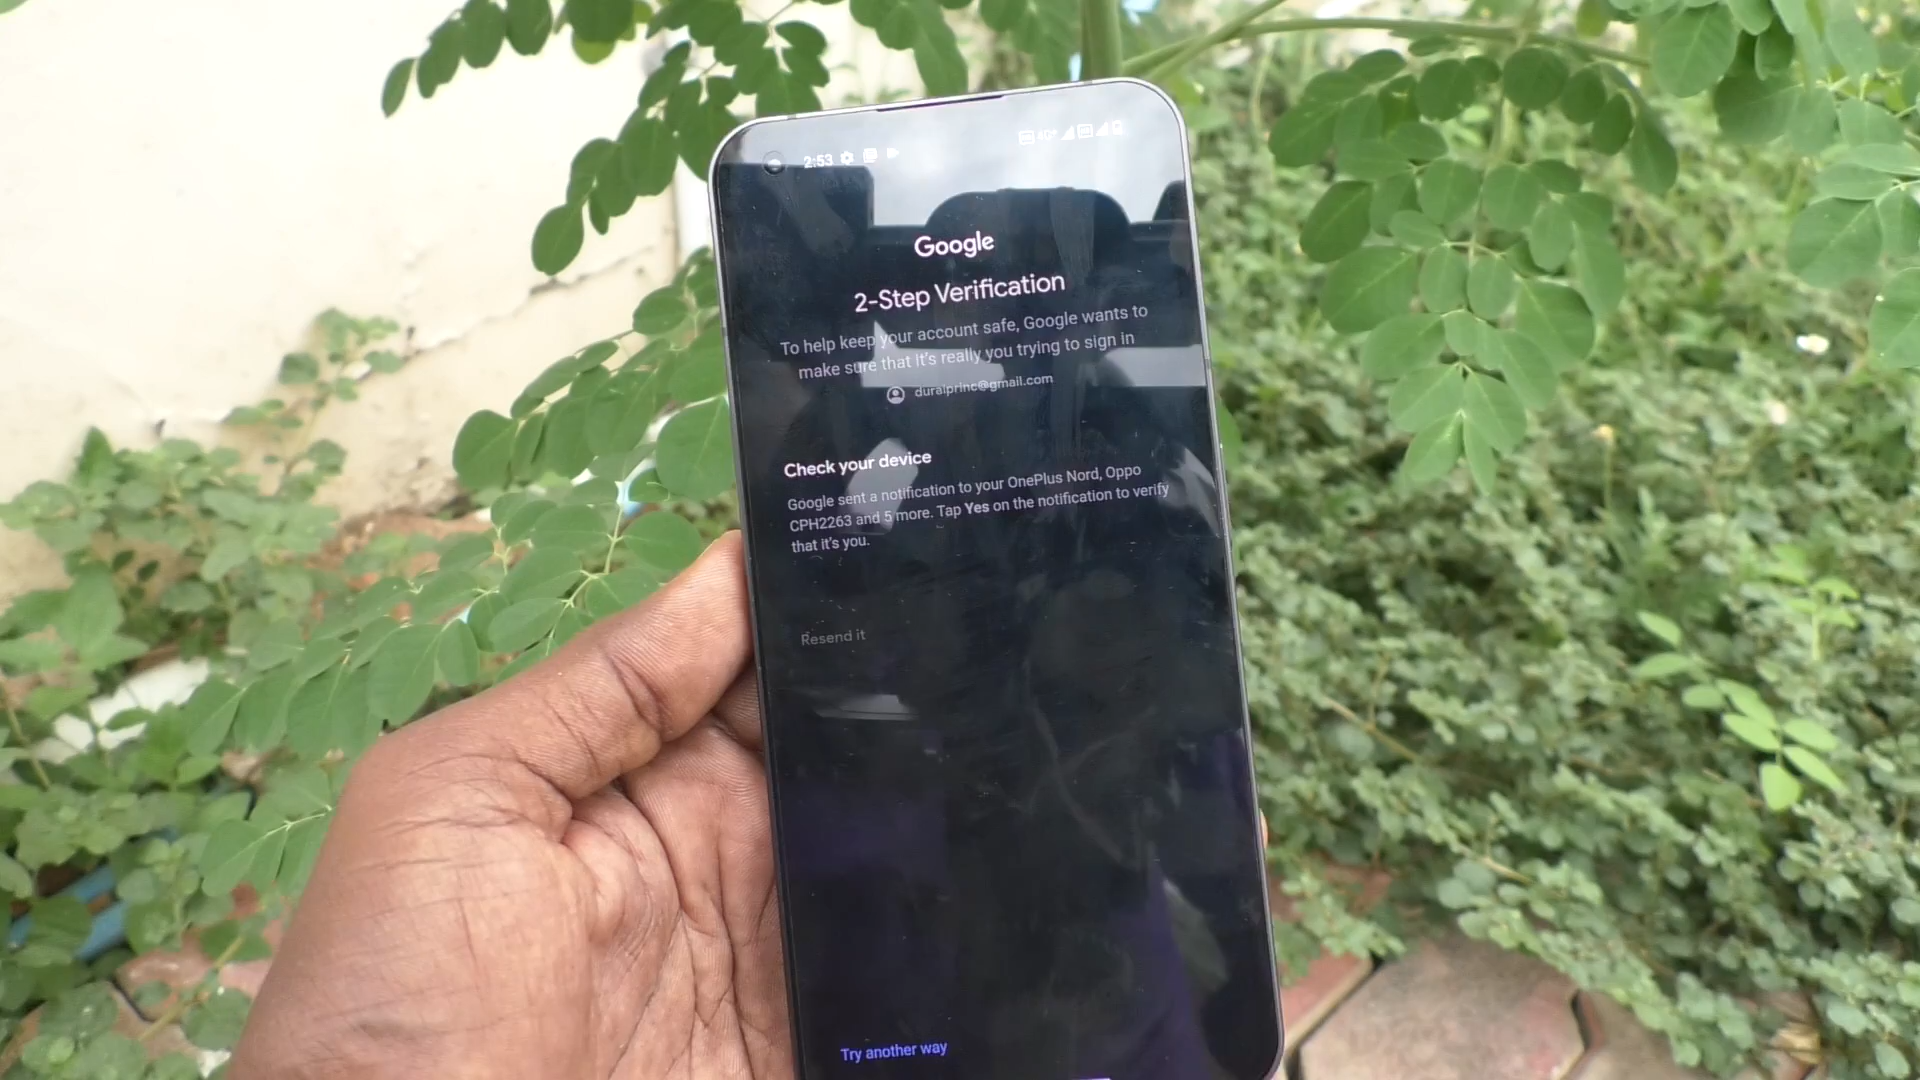 2:53 4G+
Google
2-Step Verification
To help keep your account safe, Google wants to
make sure that it's really you trying to sign in
duralprinc@gmail.com
Check your device
Google sent a notification to your OnePlus Nord, Oppo
CPH2263 and 5 more. Tap Yes on the notification to verify
that it's you.
Resend it
Try another way